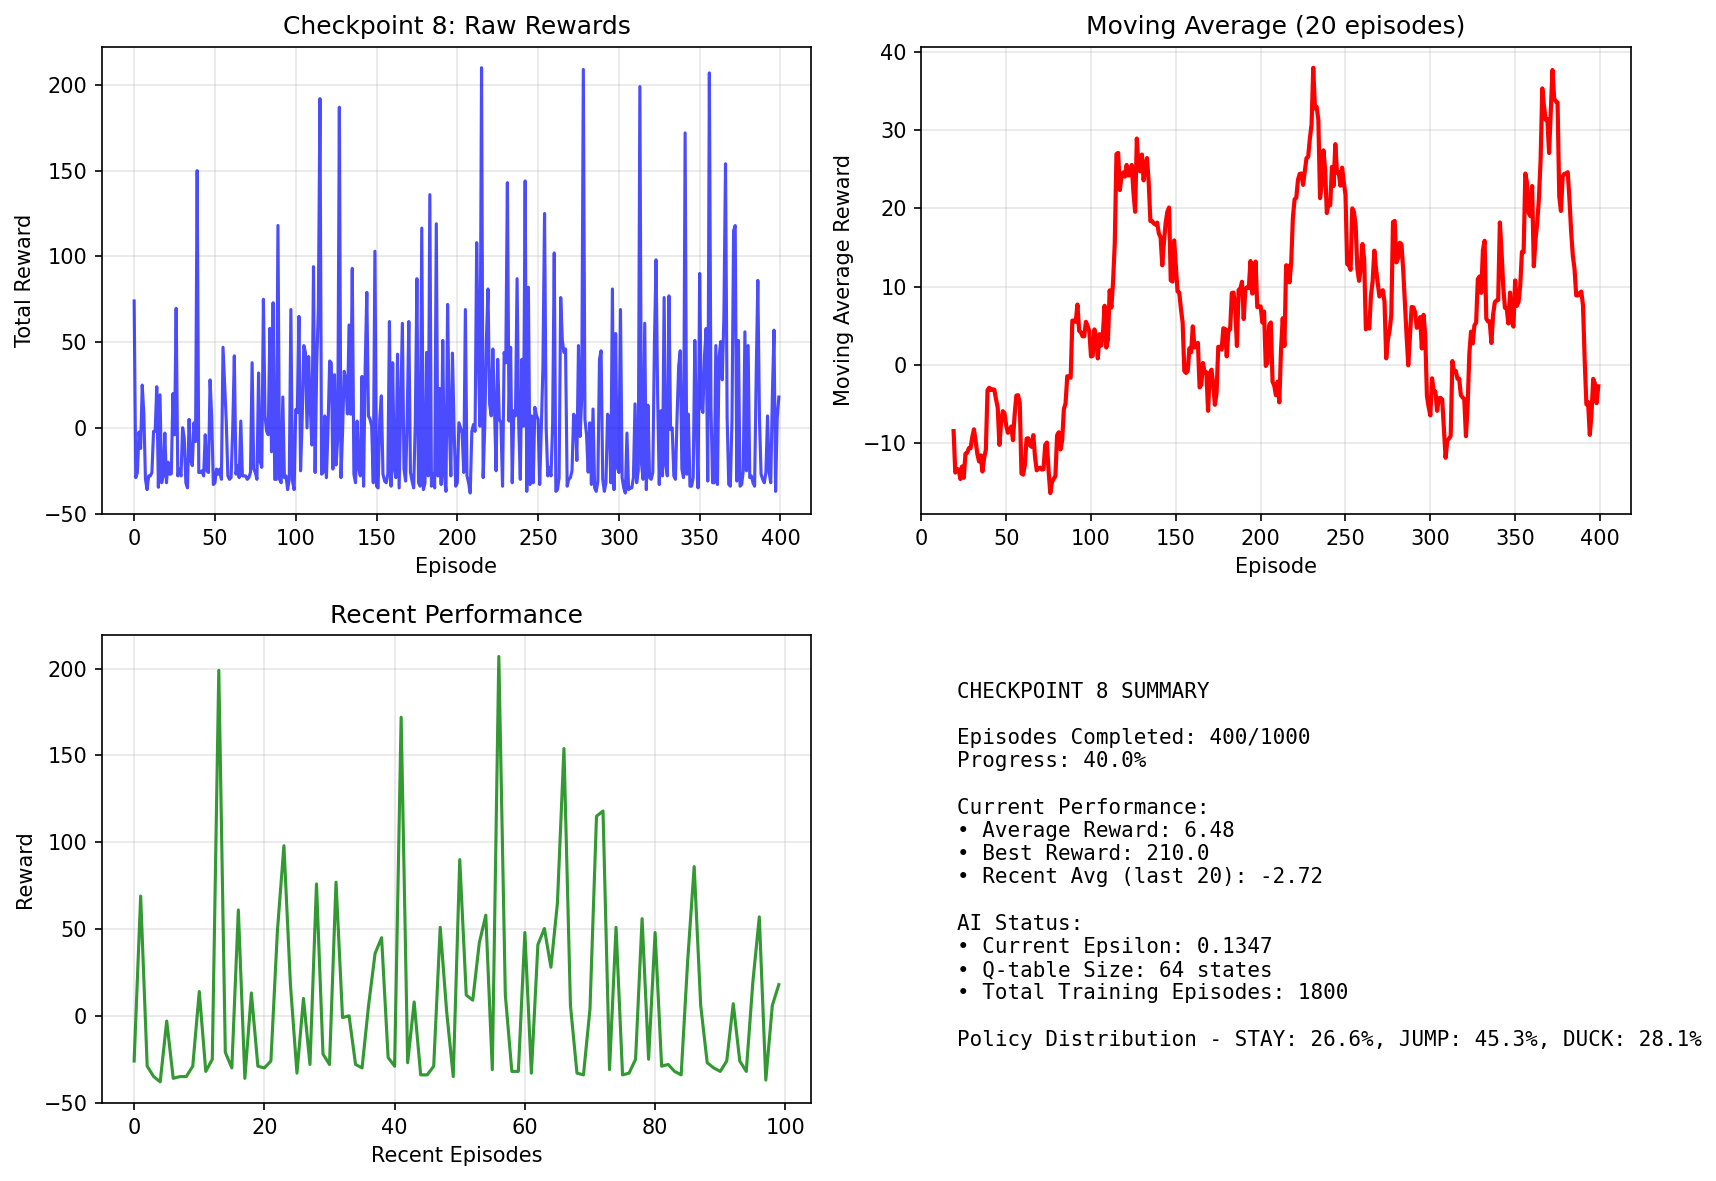 Checkpoint 8: Raw Rewards
Total Reward
200
150
100
50
0
−50
0 50 100 150 200 250 300 350 400
Episode
Moving Average (20 episodes)
Moving Average Reward
40
30
20
10
0
−10
0 50 100 150 200 250 300 350 400
Episode
Recent Performance
Reward
200
150
100
50
0
−50
0 20 40 60 80 100
Recent Episodes
CHECKPOINT 8 SUMMARY
Episodes Completed: 400/1000
Progress: 40.0%
Current Performance:
• Average Reward: 6.48
• Best Reward: 210.0
• Recent Avg (last 20): -2.72
AI Status:
• Current Epsilon: 0.1347
• Q-table Size: 64 states
• Total Training Episodes: 1800
Policy Distribution - STAY: 26.6%, JUMP: 45.3%, DUCK: 28.1%